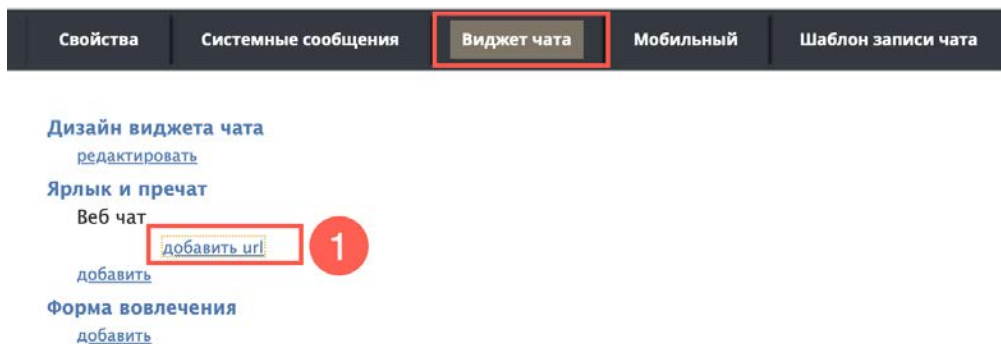 Свойства Системные сообщения Виджет чата Мобильный Шаблон записи чата
Дизайн виджета чата
редактировать
Ярлык и пречат
Веб чат
добавить url 1
добавить
Форма вовлечения
добавить